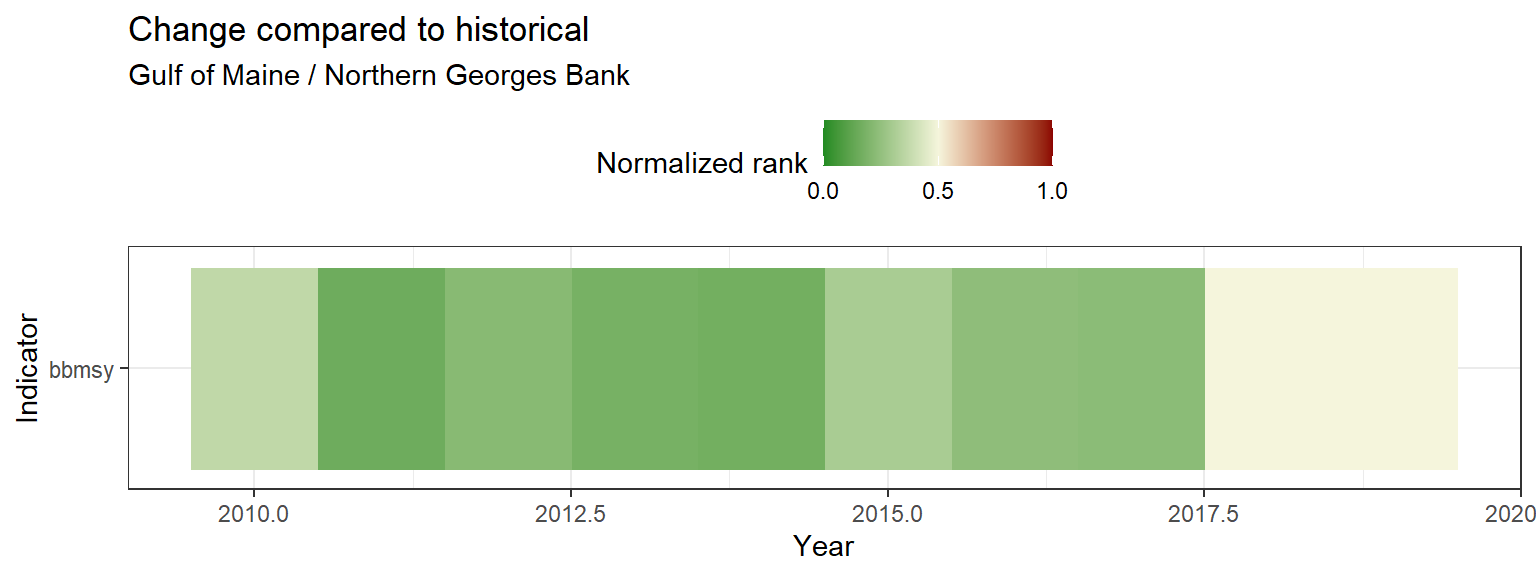 Change compared to historical
Gulf of Maine / Northern Georges Bank
Normalized rank
0.0 0.5 1.0
Indicator
bbmsy
2010.0 2012.5 2015.0 2017.5 2020
Year